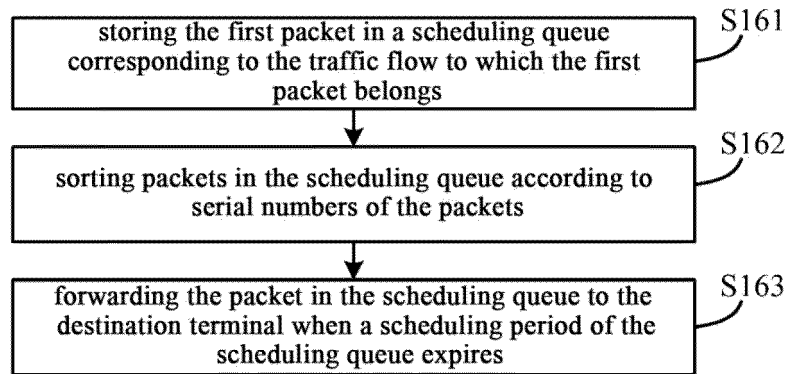 storing the first packet in a scheduling queue
corresponding to the traffic flow to which the first
packet belongs
S161
sorting packets in the scheduling queue according to
serial numbers of the packets
S162
forwarding the packet in the scheduling queue to the
destination terminal when a scheduling period of the
scheduling queue expires
S163